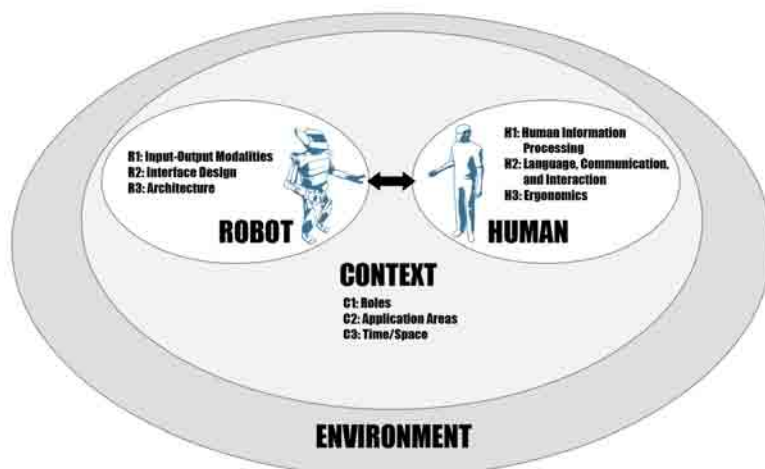 R1: Input-Output Modalities
R2: Interface Design
R3: Architecture
ROBOT
H1: Human Information
Processing
H2: Language, Communication,
and Interaction
H3: Ergonomics
HUMAN
CONTEXT
C1: Roles
C2: Application Areas
C3: Time/Space
ENVIRONMENT